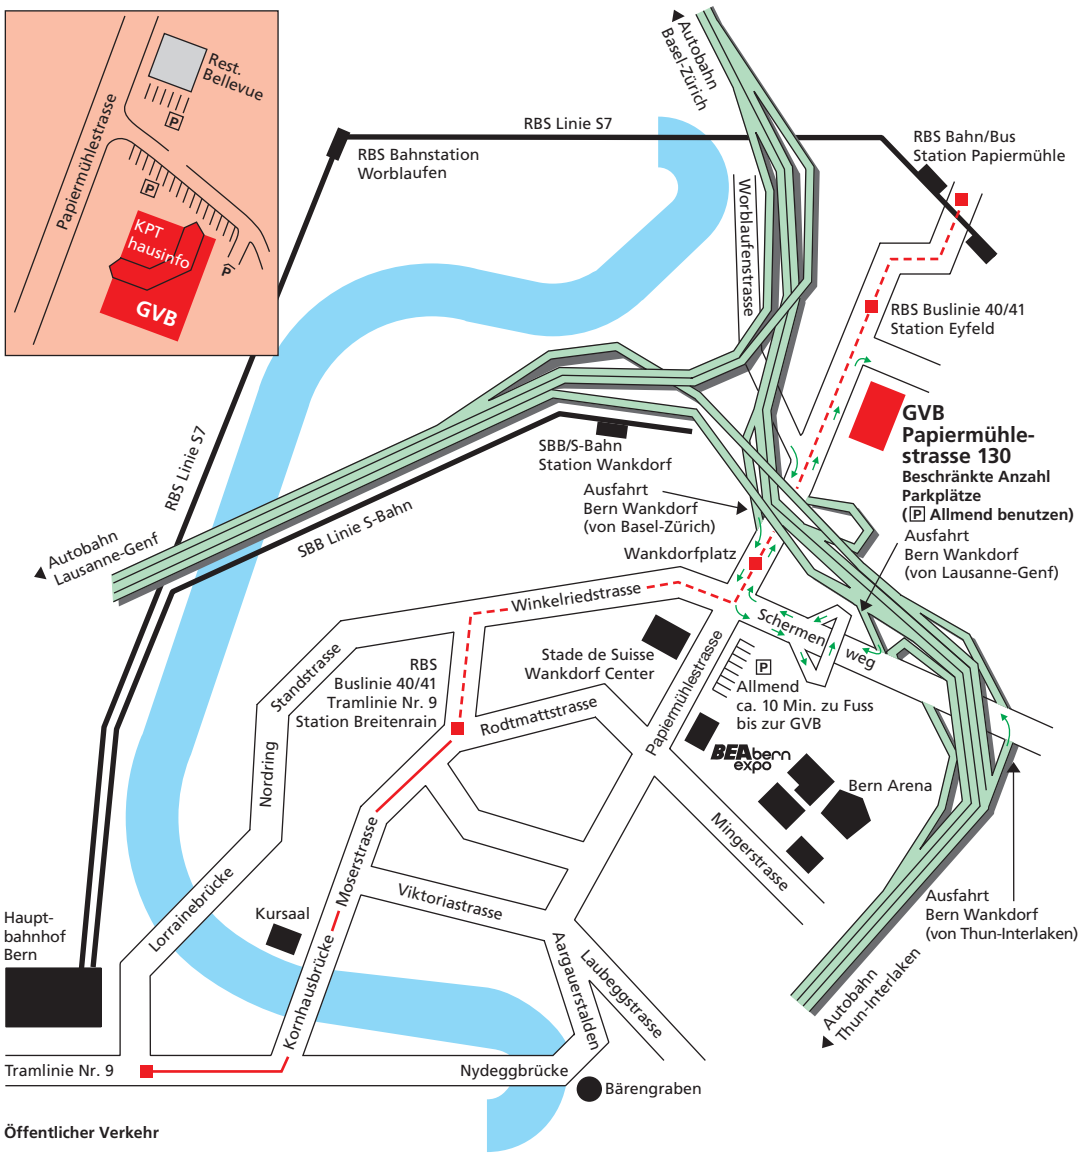 Rest.
Bellevue
P
Papiermühlestrasse
P
KPT
hausinfo
P
GVB
Autobahn
Basel-Zürich
RBS Linie S7
RBS Bahnstation
Worblaufen
RBS Bahn/Bus
Station Papiermühle
Worblaufenstrasse
RBS Buslinie 40/41
Station Eyfeld
GVB
Papiermühle-
strasse 130
Beschränkte Anzahl
Parkplätze
(P Allmend benutzen)
RBS Linie S7
SBB/S-Bahn
Station Wankdorf
Ausfahrt
Bern Wankdorf
(von Basel-Zürich)
SBB Linie S-Bahn
Autobahn
Lausanne-Genf
Ausfahrt
Bern Wankdorf
(von Lausanne-Genf)
Wankdorfplatz
Winkelriedstrasse
Schermen
weg
Standstrasse
RBS
Buslinie 40/41
Tramlinie Nr. 9
Station Breitenrain
Stade de Suisse
Wankdorf Center
Papiermühlestrasse
P
Allmend
ca. 10 Min. zu Fuss
bis zur GVB
Rodtmattstrasse
Nordring
BEA bern
expo
Bern Arena
Mingerstrasse
Moserstrasse
Viktoriastrasse
Lorrainebrücke
Kursaal
Haupt-
bahnhof
Bern
Kornhausbrücke
Aargauerstalden
Laubeggstrasse
Ausfahrt
Bern Wankdorf
(von Thun-Interlaken)
Autobahn
Thun-Interlaken
Tramlinie Nr. 9
Nydeggbrücke
Bärengraben
Öffentlicher Verkehr